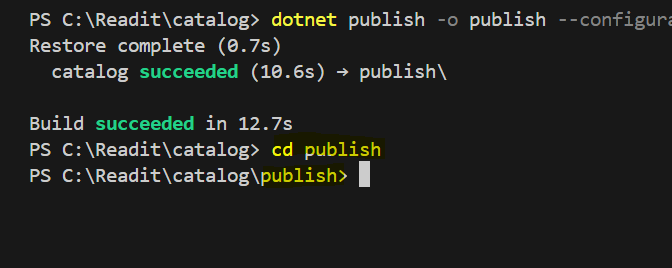 PS C:\Readit\catalog> dotnet publish -o publish --configura
Restore complete (0.7s)
catalog succeeded (10.6s) → publish\
Build succeeded in 12.7s
PS C:\Readit\catalog> cd publish
PS C:\Readit\catalog\publish>